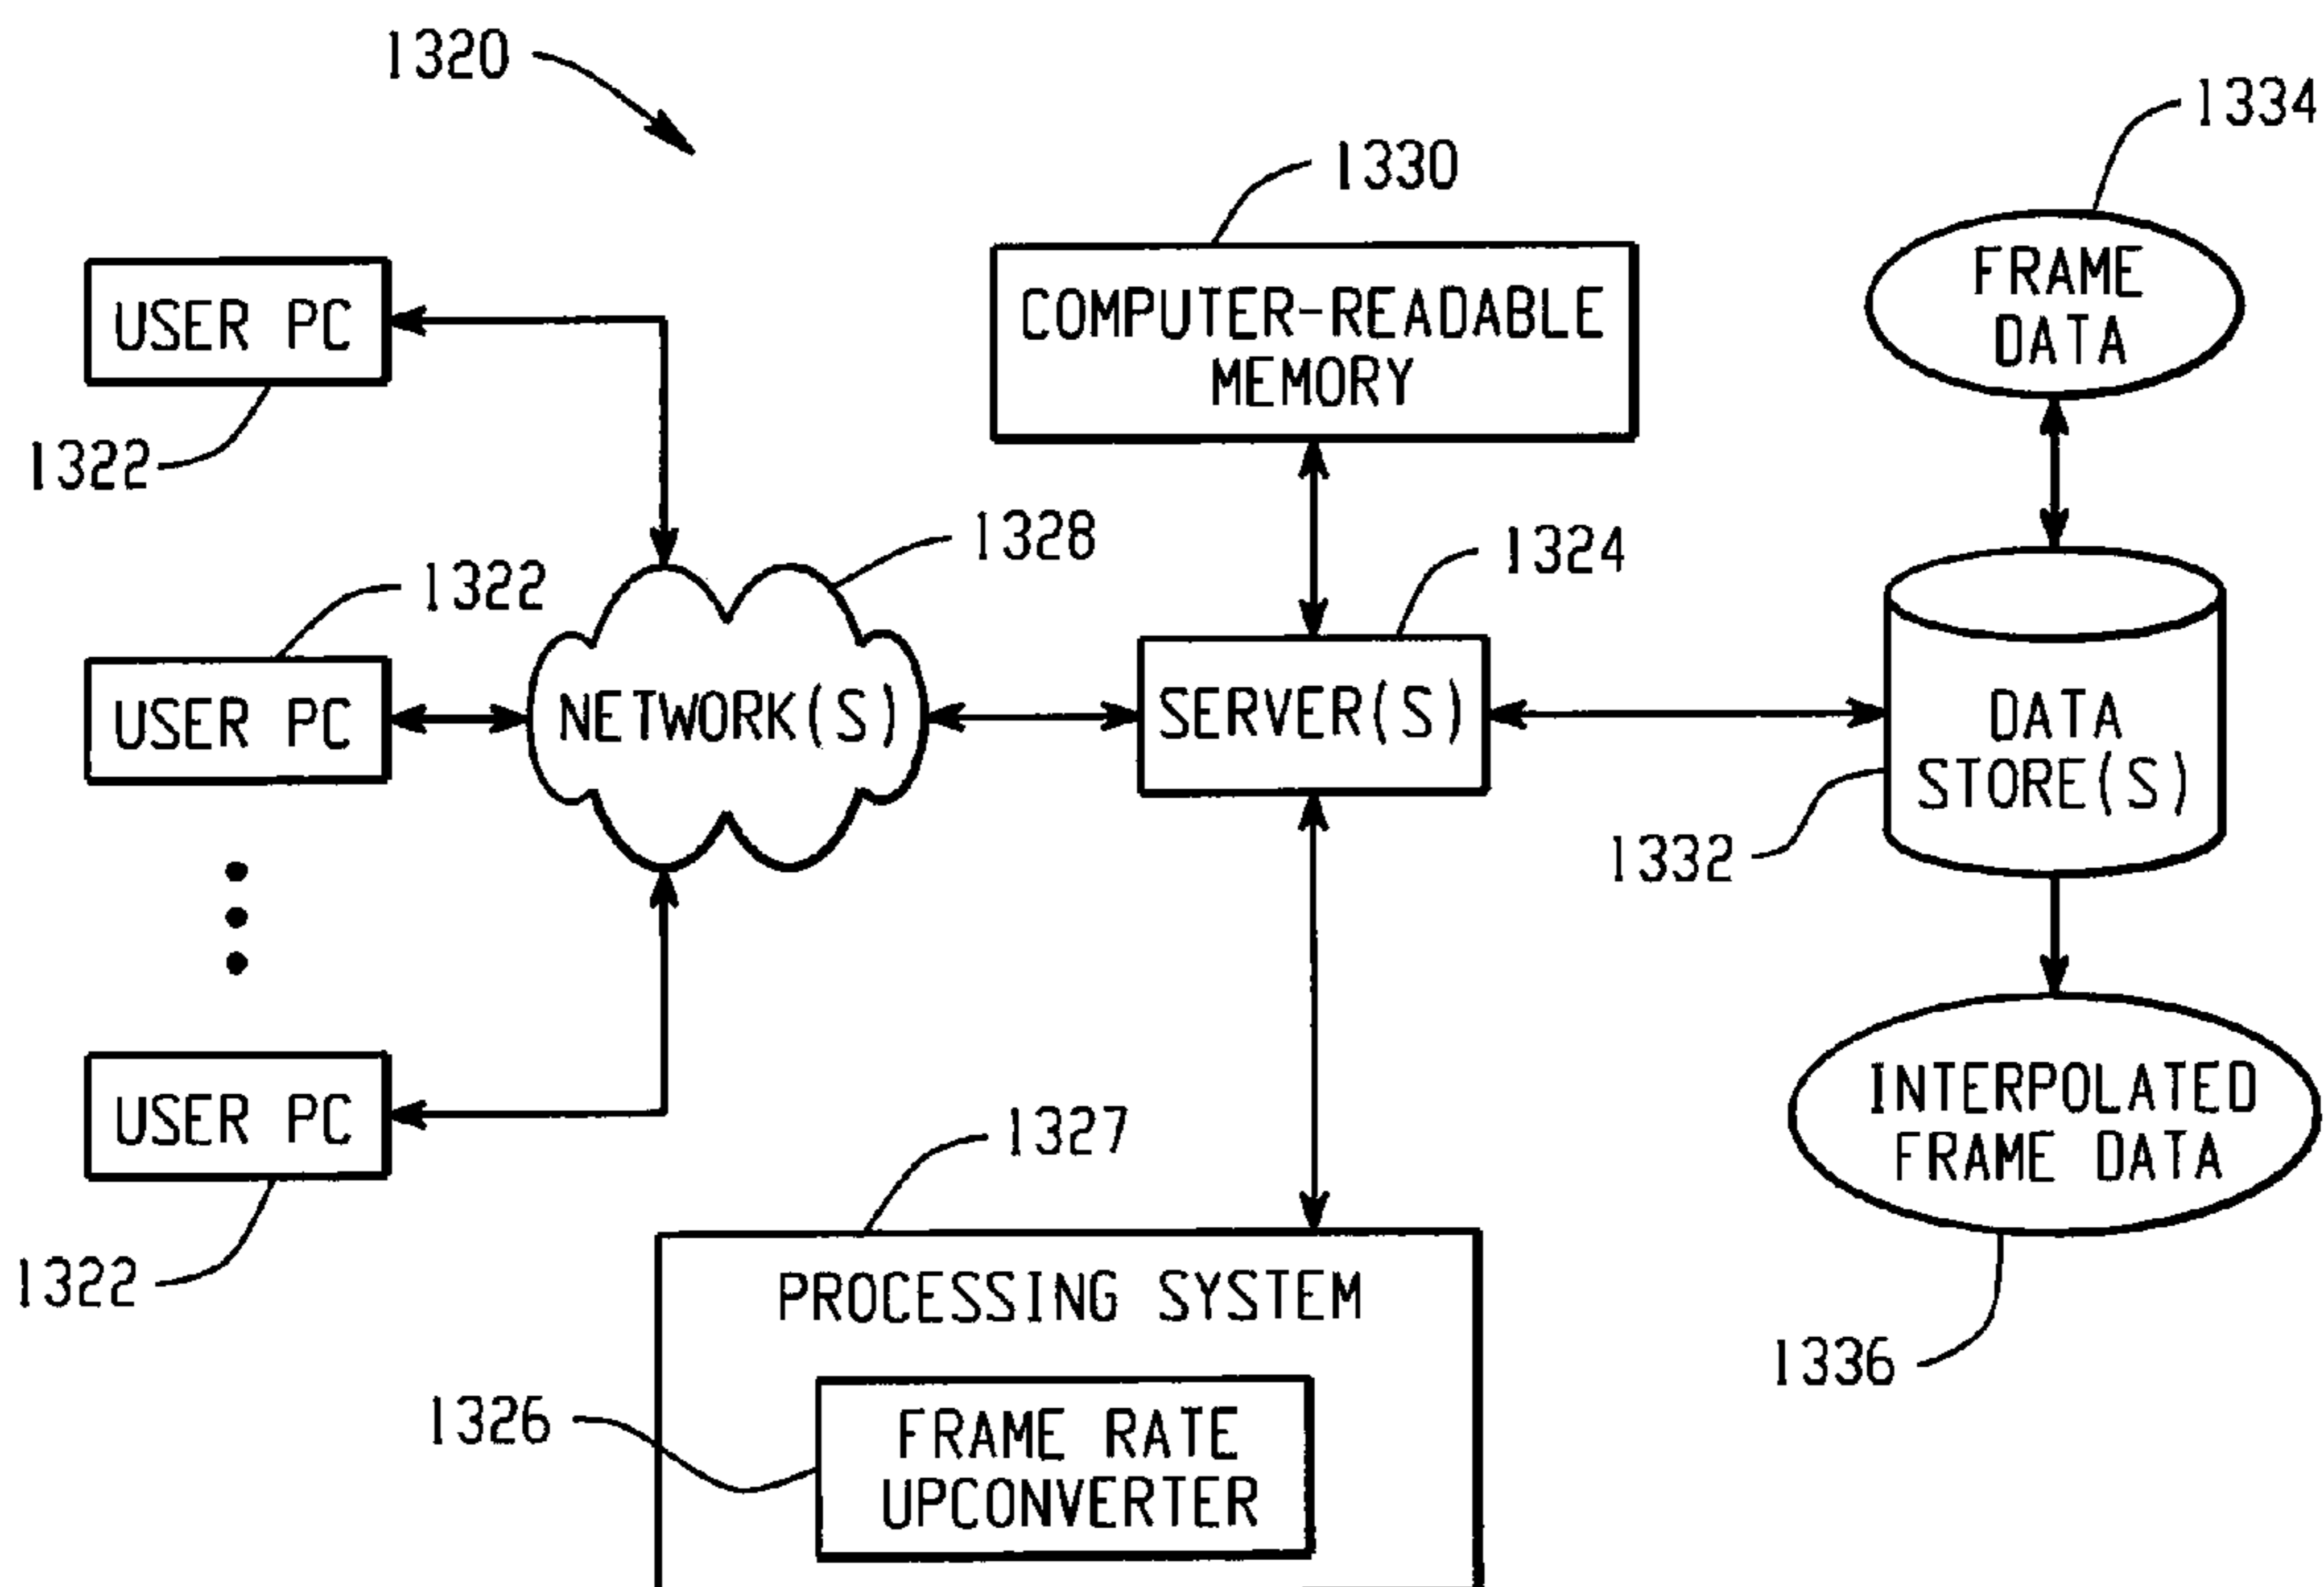 1320
1334
1330
FRAME
DATA
USER PC
COMPUTER-READABLE
MEMORY
1322
1328
1324
1322
USER PC
NETWORK(S)
SERVER(S)
DATA
STORE(S)
1332
USER PC
1327
INTERPOLATED
FRAME DATA
1322
PROCESSING SYSTEM
1336
1326
FRAME RATE
UPCONVERTER